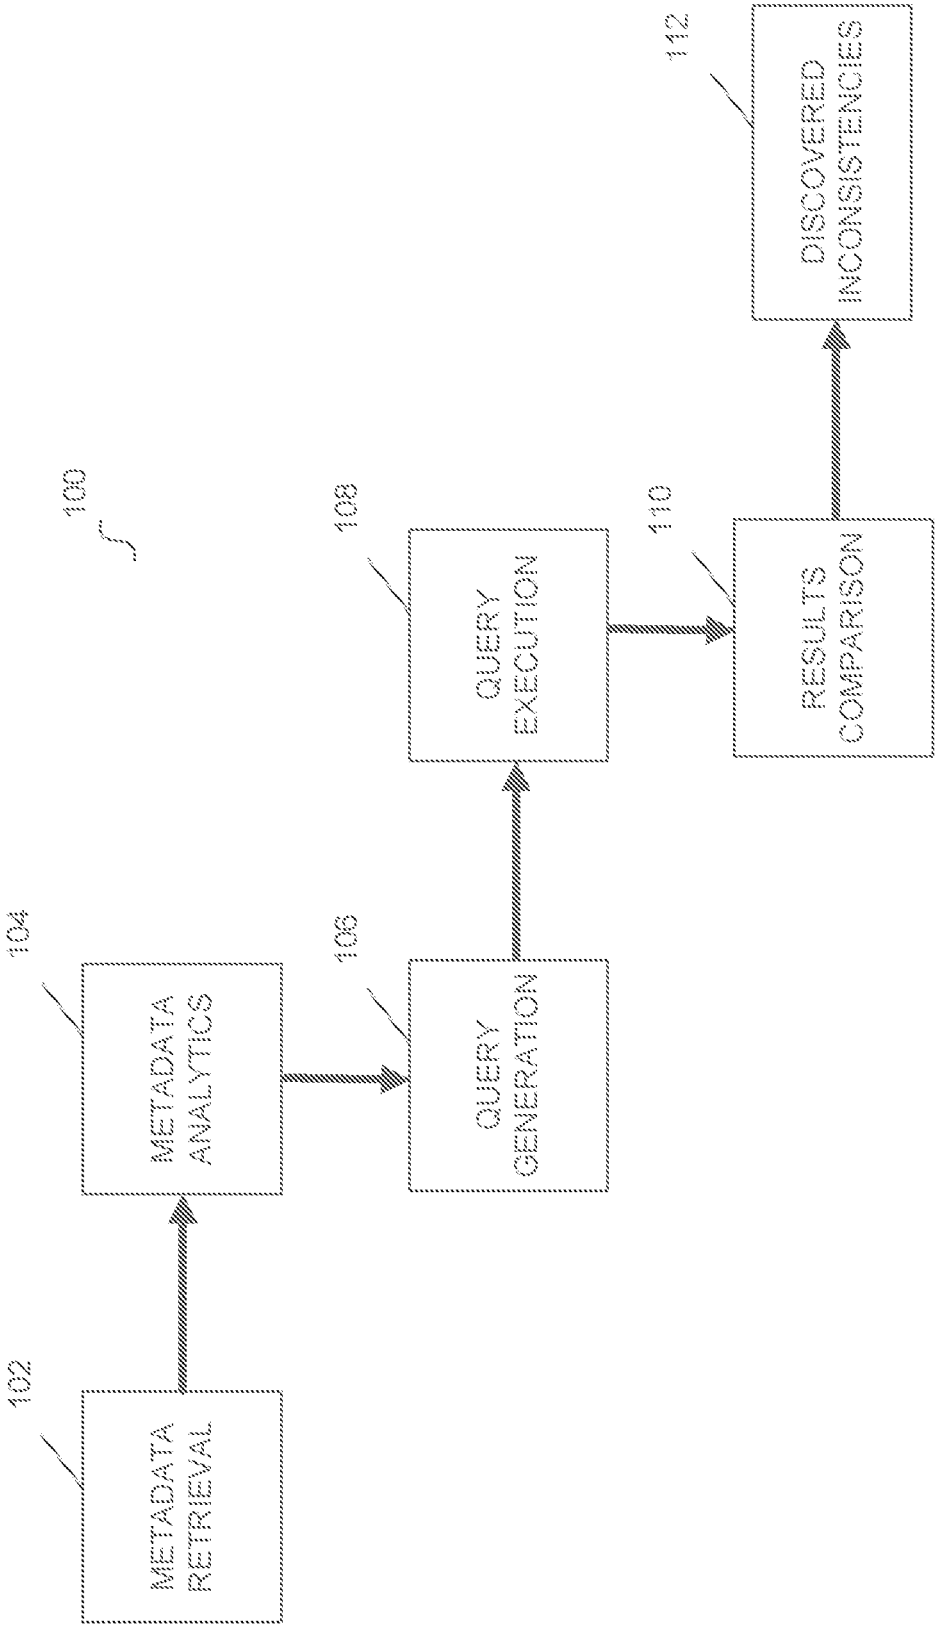 100
102
METADATA
RETRIEVAL
104
METADATA
ANALYTICS
106
QUERY
GENERATION
108
QUERY
EXECUTION
110
RESULTS
COMPARISON
112
DISCOVERED
INCONSISTENCIES